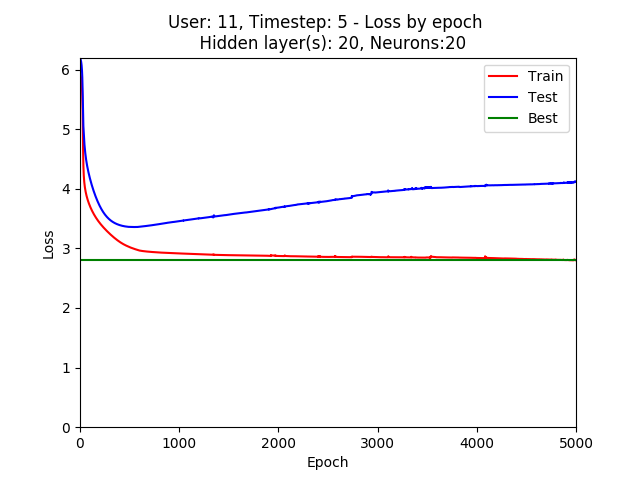 User: 11, Timestep: 5 - Loss by epoch
Hidden layer(s): 20, Neurons:20
Train
Test
Best
Loss
6
5
4
3
2
1
0
0 1000 2000 3000 4000 5000
Epoch